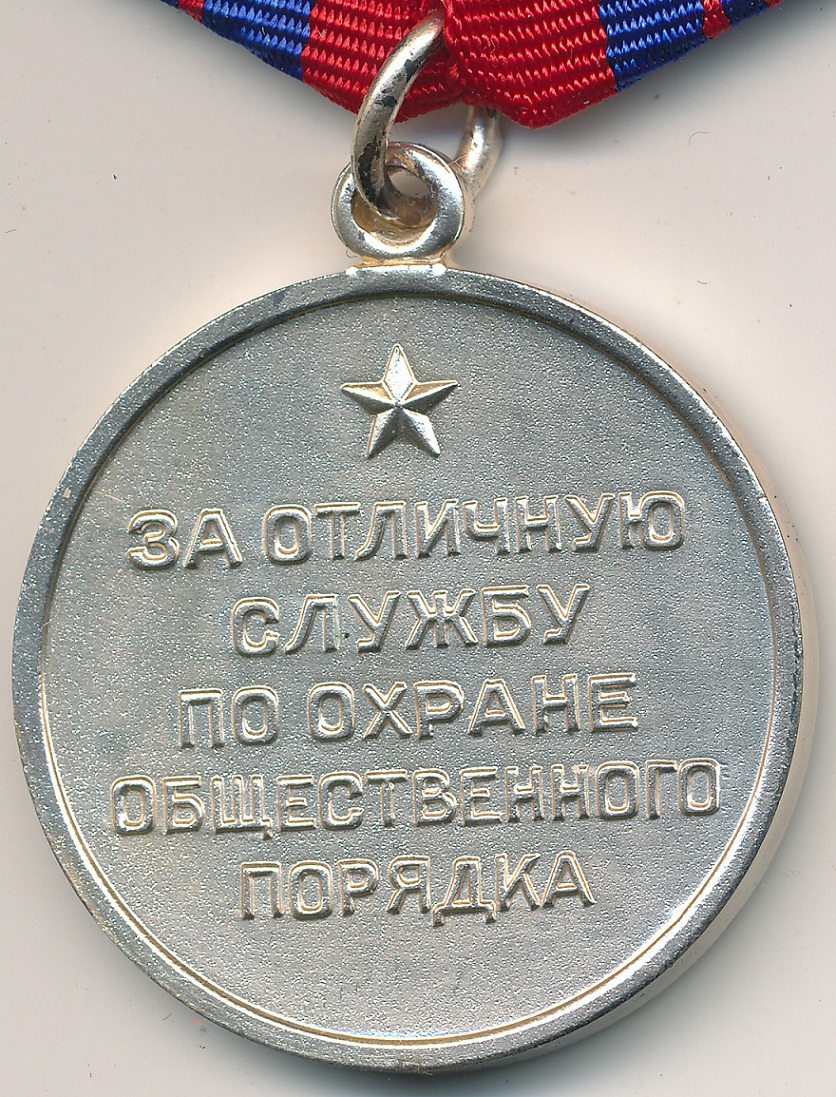 ЗА ОТЛИЧНУЮ
СЛУЖБУ
ПО ОХРАНЕ
ОБЩЕСТВЕННОГО
ПОРЯДКА